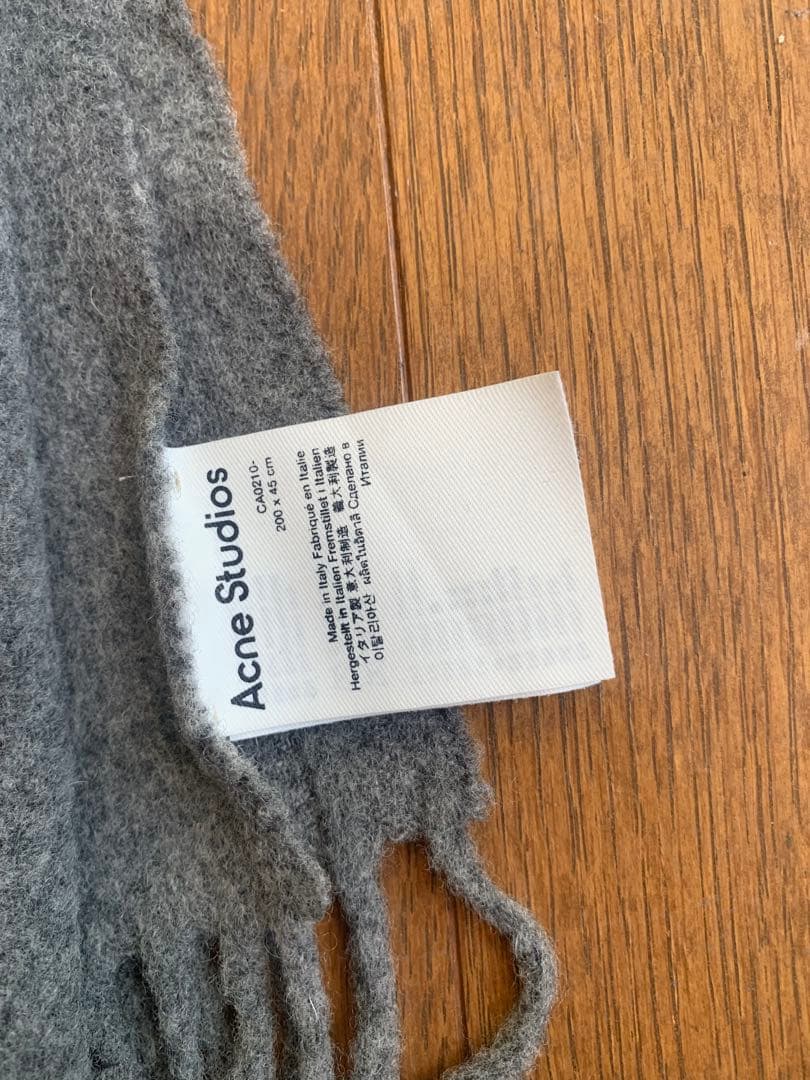 Acne Studios
CA0210-
200 x 45 cm
Made in Italy Fabriqué en Italie
Hergestellt in Italien Fremstillet i Italien
イタリア製 意大利制造 義大利製造
이탈리아산 ผลิตในอิตาลี Сделано в
Италии